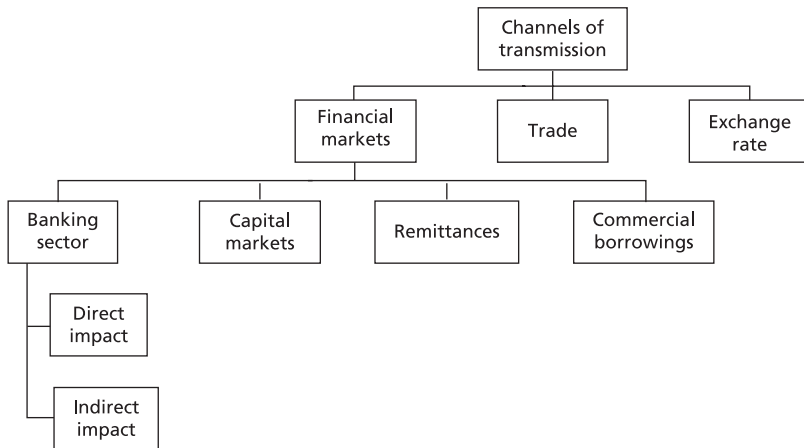 Channels of
transmission
Financial
markets
Trade
Exchange
rate
Banking
sector
Capital
markets
Remittances
Commercial
borrowings
Direct
impact
Indirect
impact